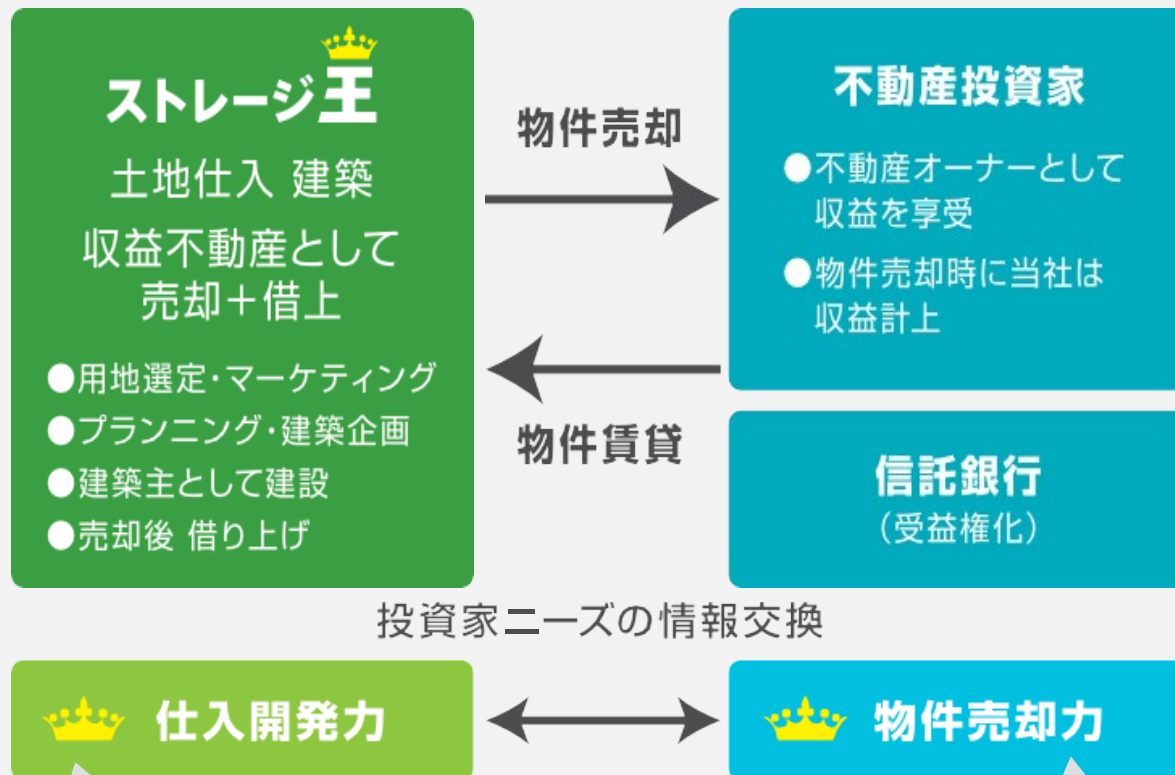 ストレージ王
土地仕入 建築
収益不動産として
売却＋借上
●用地選定・マーケティング
●プランニング・建築企画
●建築主として建設
●売却後 借り上げ
物件売却
物件賃貸
不動産投資家
●不動産オーナーとして
収益を享受
●物件売却時に当社は
収益計上
信託銀行
（受益権化）
投資家ニーズの情報交換
仕入開発力
物件売却力